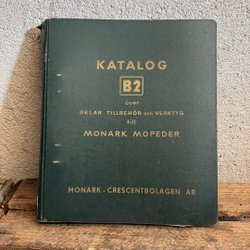 KATALOG
B2
över
DELAR TILLBEHÖR och VERKTYG
till
MONARK MOPEDER
MONARK-CRESCENTBOLAGEN AB